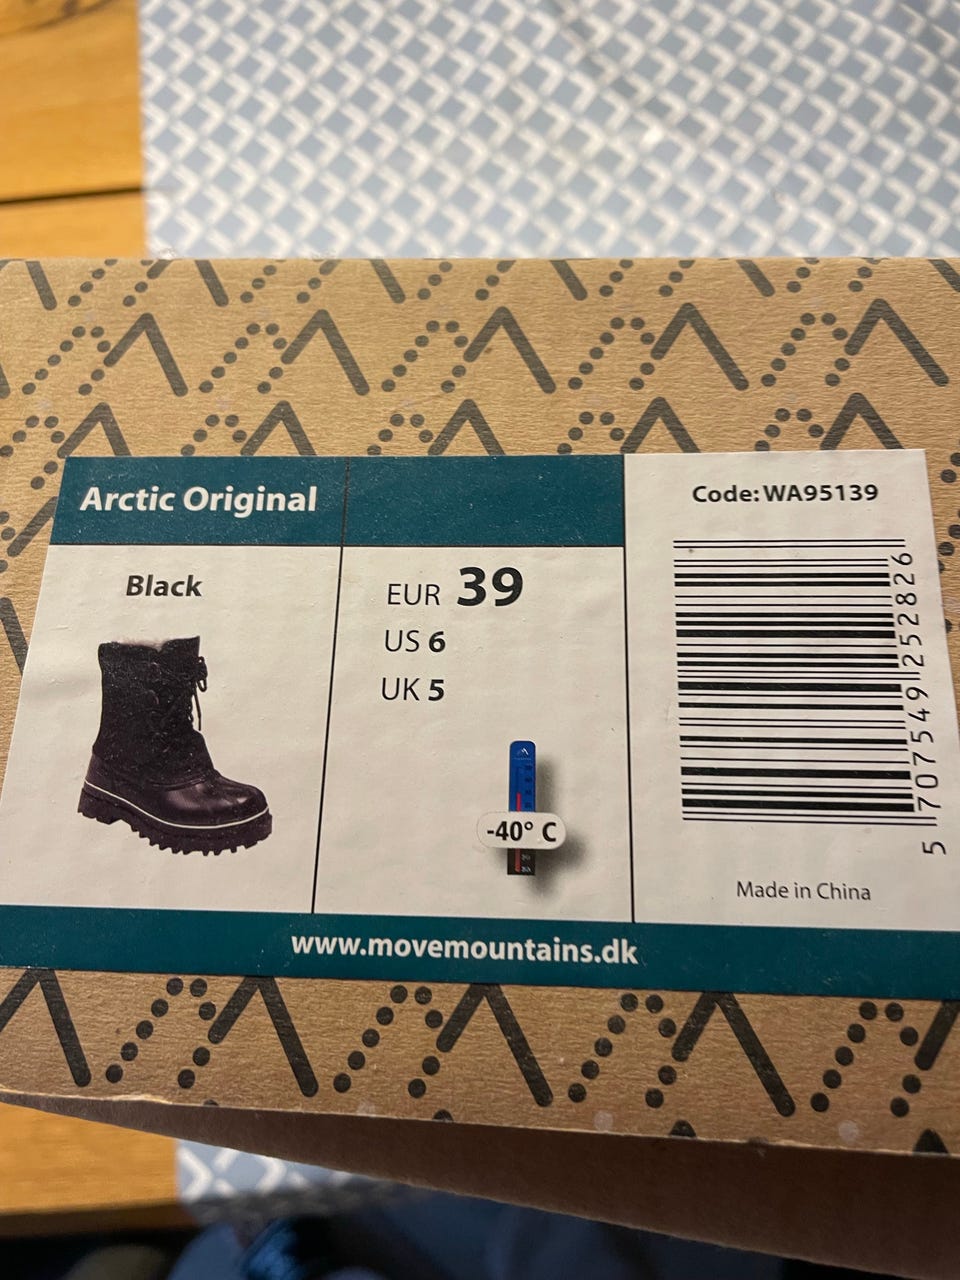 Arctic Original
Black
EUR 39
US 6
UK 5
-40° C
Code: WA95139
5 707549 252826
Made in China
www.movemountains.dk